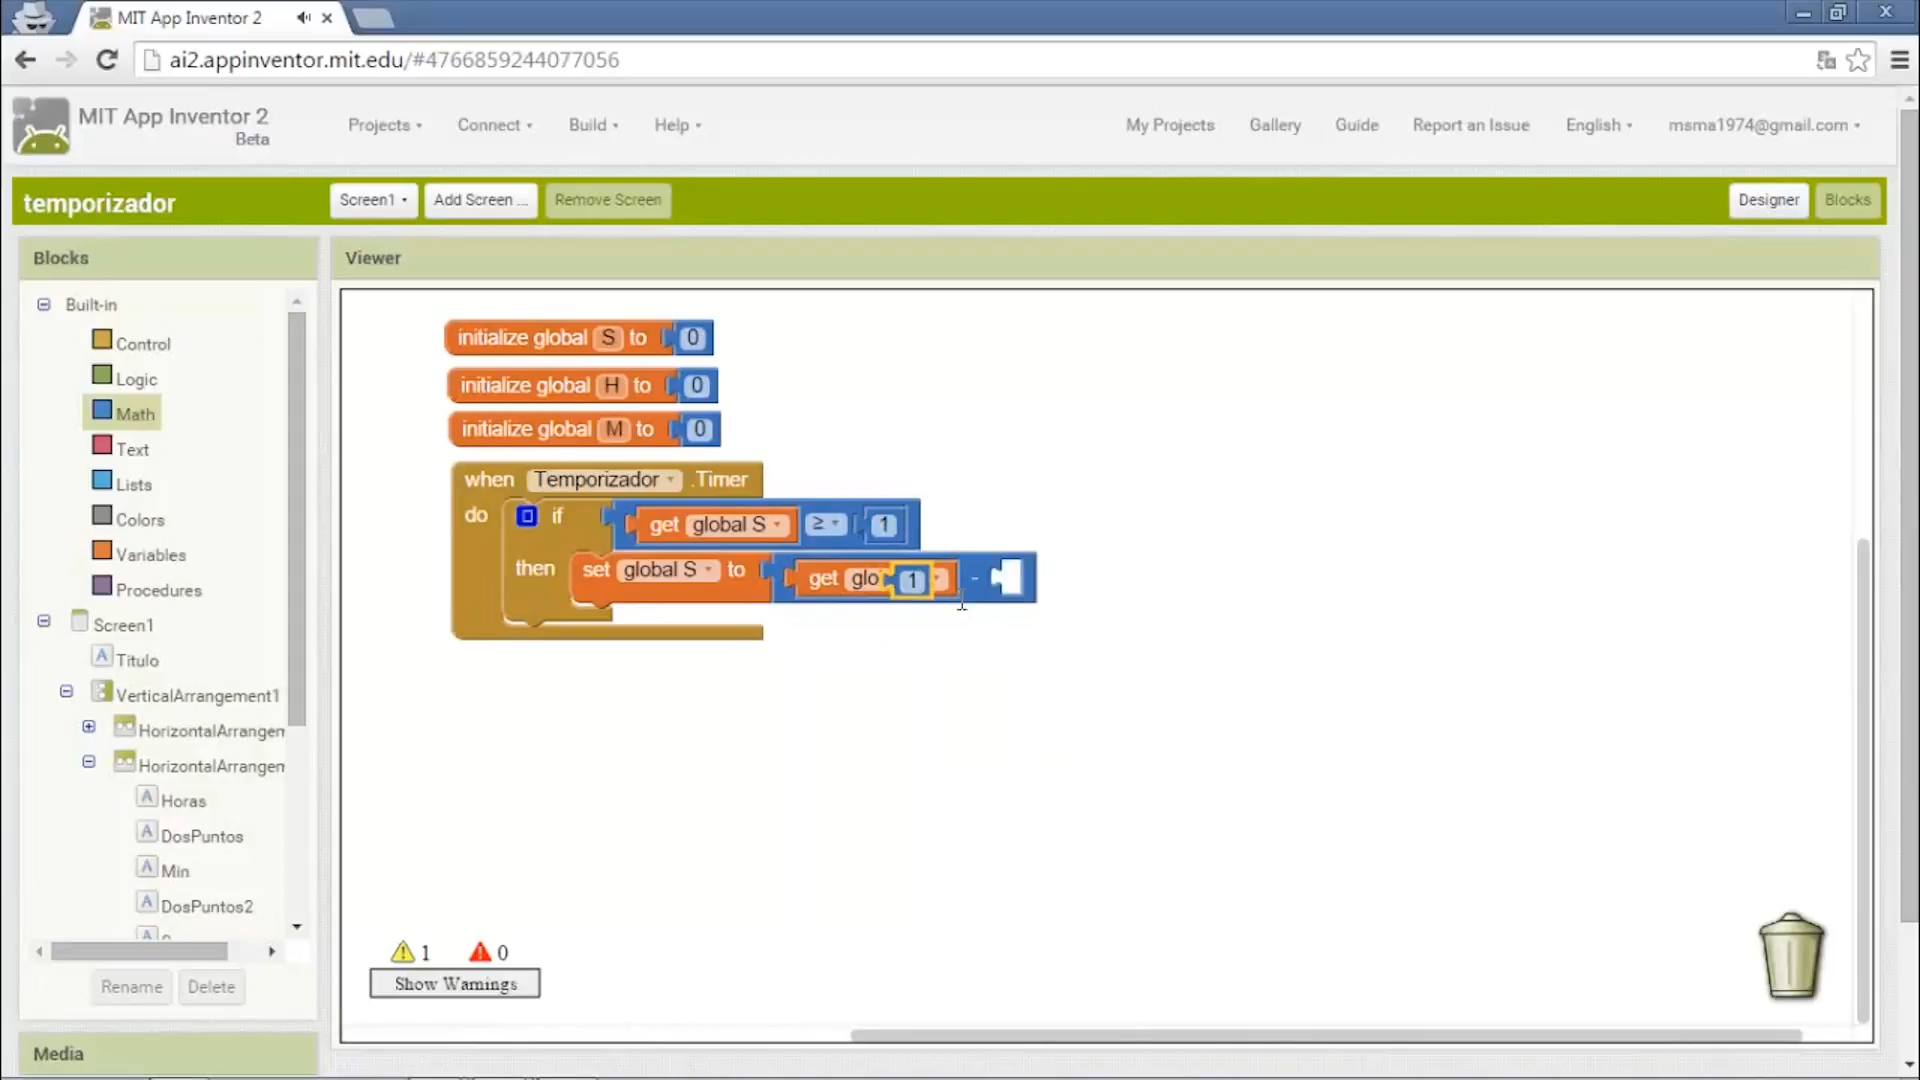 MIT App Inventor 2
ai2.appinventor.mit.edu/#4766859244077056
MIT App Inventor 2
Beta
Projects
Connect
Build
Help
My Projects
Gallery
Guide
Report an Issue
English
msma1974@gmail.com
temporizador
Screen1
Add Screen ...
Remove Screen
Designer
Blocks
Blocks
Viewer
Built-in
Control
Logic
Math
Text
Lists
Colors
Variables
Procedures
Screen1
Titulo
VerticalArrangement1
HorizontalArrangen
HorizontalArrangen
Horas
DosPuntos
Min
DosPuntos2
Rename
Delete
Media
initialize global S to 0
initialize global H to 0
initialize global M to 0
when Temporizador .Timer
do if get global S ≥ 1
then set global S to get glo 1 -
1 0
Show Warnings